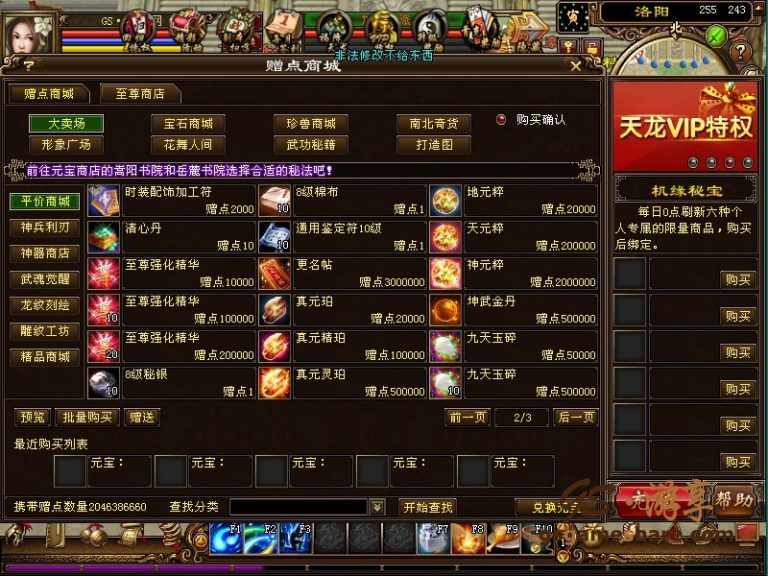 GS
洛阳 255 243
北
非法修改不给东西
赠点商城
赠点商城 至尊商店
大卖场 宝石商城 珍兽商城 南北奇货 购买确认
形象广场 花舞人间 武功秘籍 打造图
前往元宝商店的嵩阳书院和岳麓书院选择合适的秘法吧！
平价商城
神兵利刃
神器商店
武魂觉醒
龙纹刻绘
雕纹工坊
精品商城
时装配饰加工符 8级棉布 地元粹
赠点2000 10 赠点1 赠点20000
清心丹 通用鉴定符10级 天元粹
赠点10 10 赠点1 赠点200000
至尊强化精华 更名帖 神元粹
赠点10000 赠点3000000 赠点2000000
至尊强化精华 真元珀 坤武金丹
10 赠点100000 赠点20000 赠点500000
至尊强化精华 真元精珀 九天玉碎
20 赠点200000 赠点100000 赠点50000
8级秘银 真元灵珀 九天玉碎
10 赠点1 赠点500000 10 赠点500000
预览 批量购买 赠送 前一页 2/3 后一页
最近购买列表
元宝： 元宝： 元宝： 元宝： 元宝：
携带赠点数量2046386660 查找分类 开始查找 兑换元宝
天龙VIP特权
机缘秘宝
每日0点刷新六种个
人专属的限量商品，购买
后绑定。
购买
购买
购买
购买
购买
购买
游享
帮助
F1 F2 F3 F7 F8 F9 F10